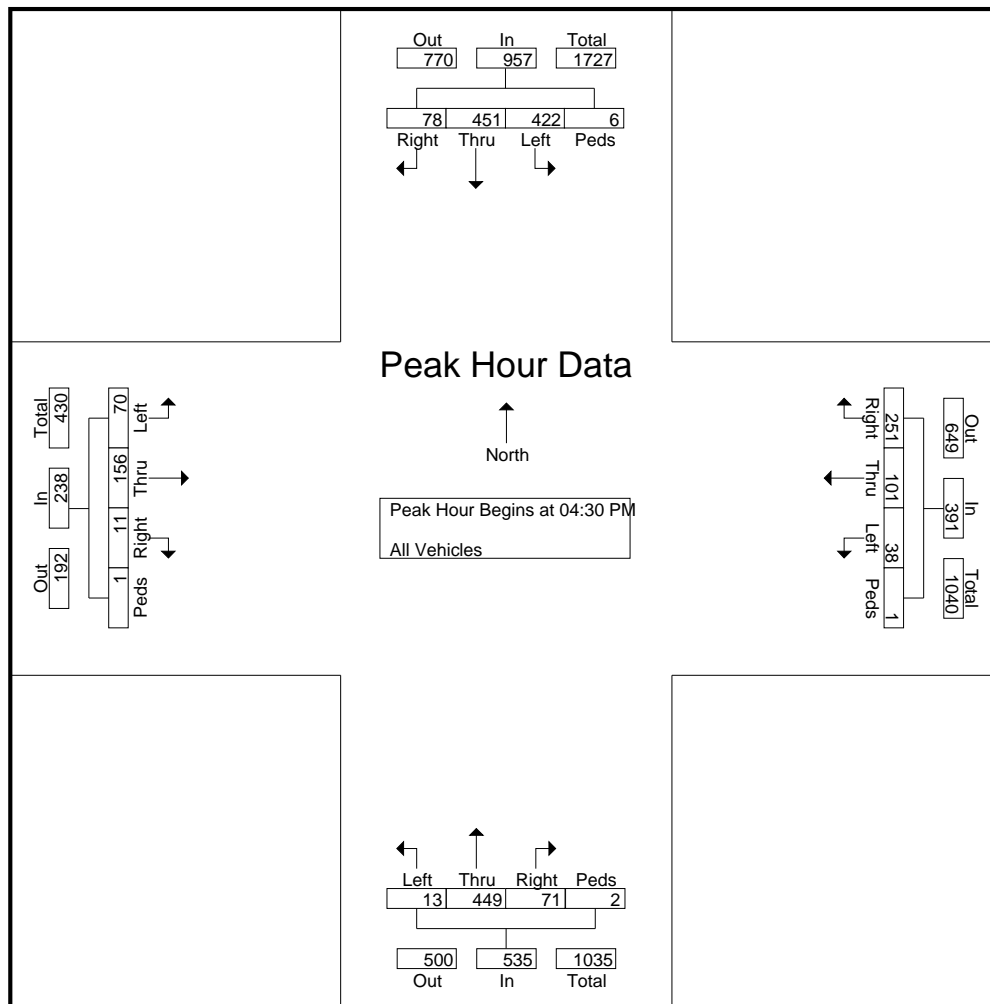 Out In Total
770 957 1727
78 451 422 6
Right Thru Left Peds
Peak Hour Data
North
Peak Hour Begins at 04:30 PM
All Vehicles
Total In Out
430 238 192
70 156 11 1
Left Thru Right Peds
Right Thru Left Peds
251 101 38 1
Out In Total
649 391 1040
Left Thru Right Peds
13 449 71 2
500 535 1035
Out In Total